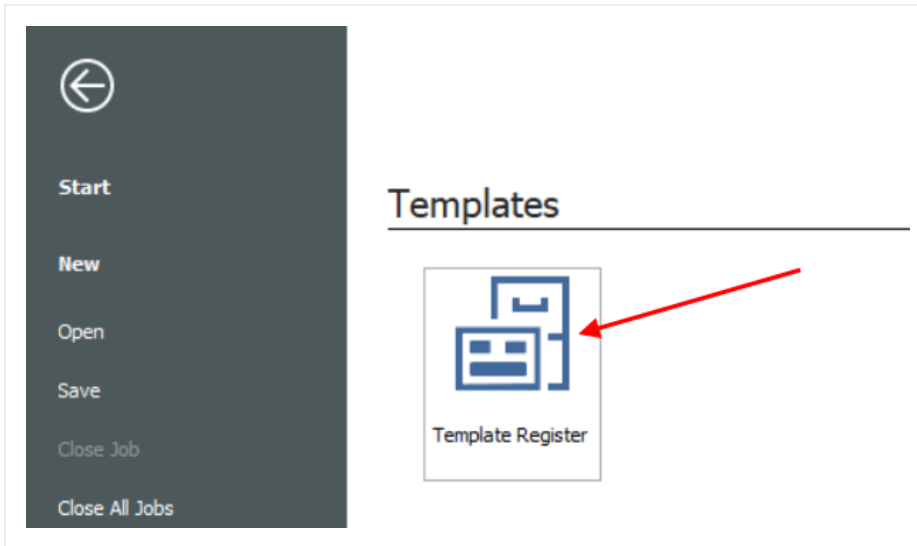 Start
New
Open
Save
Close Job
Close All Jobs
Templates
Template Register